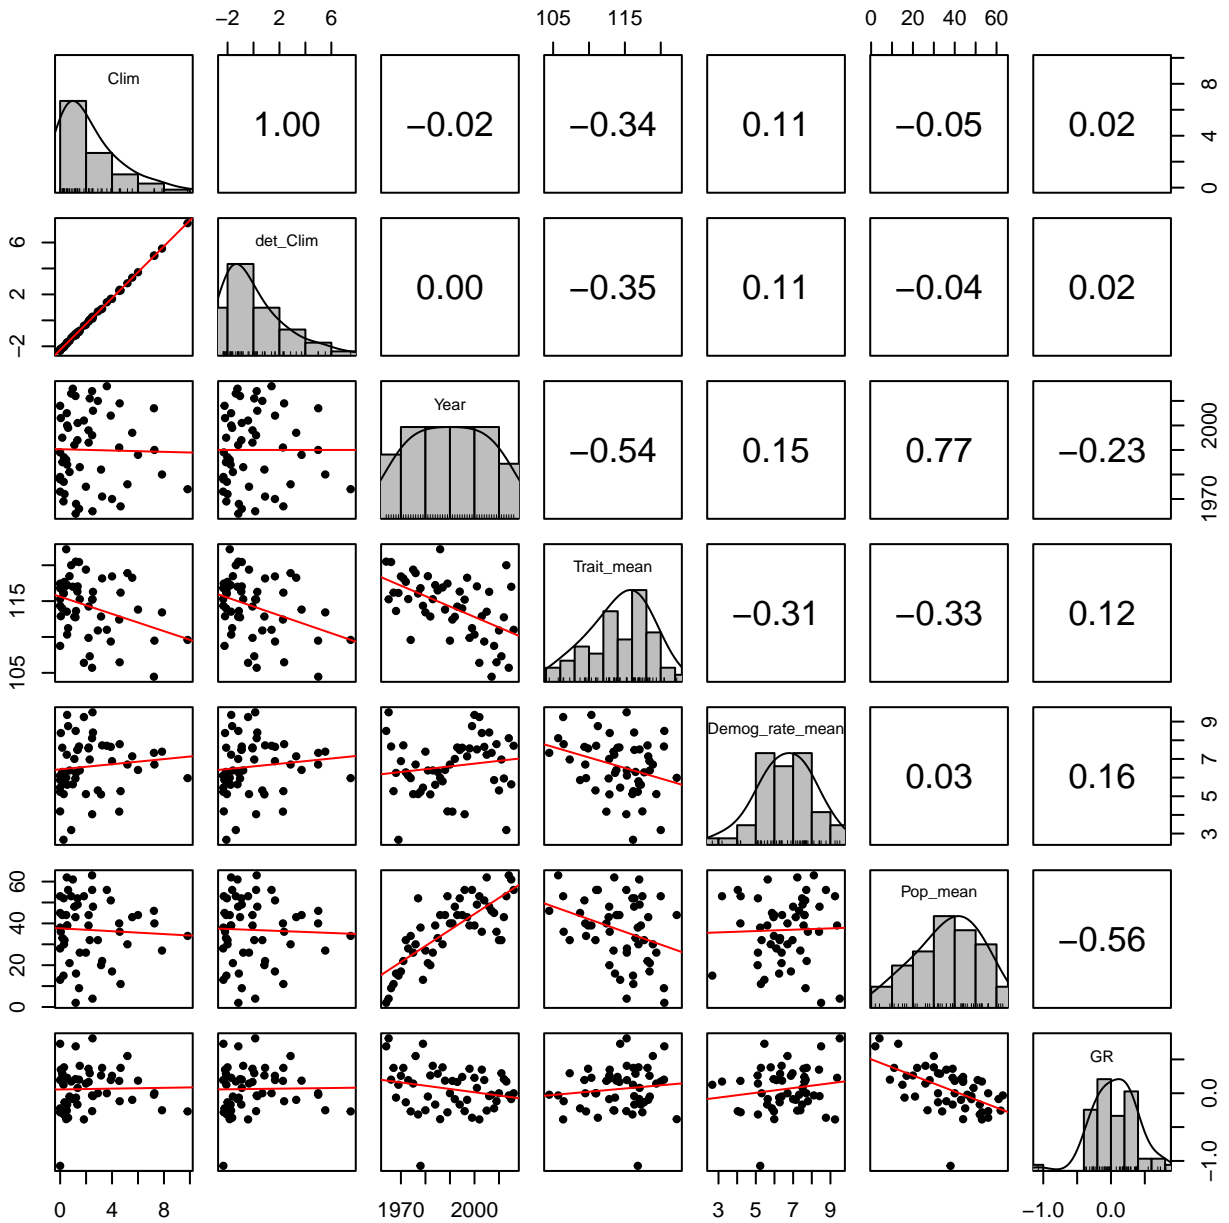 −2 2 6 105 115 0 20 40 60
Clim
1.00 −0.02 −0.34 0.11 −0.05 0.02
0 4 8
−2 2 6
det_Clim
0.00 −0.35 0.11 −0.04 0.02
Year
−0.54 0.15 0.77 −0.23
1970 2000
105 115
Trait_mean
−0.31 −0.33 0.12
Demog_rate_mean
0.03 0.16
3 5 7 9
0 20 40 60
Pop_mean
−0.56
GR
−1.0 0.0
0 4 8 1970 2000 3 5 7 9 −1.0 0.0